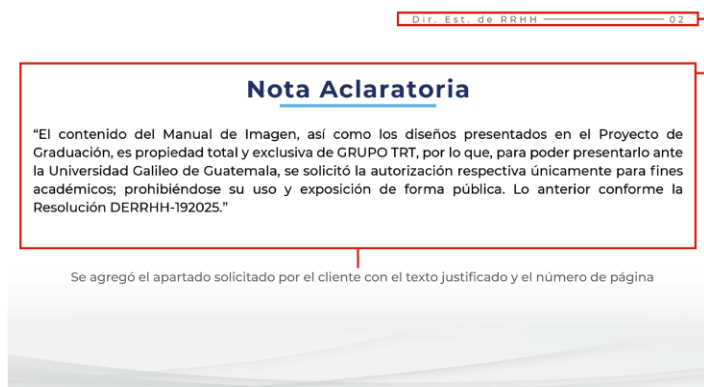 Dir. Est. de RRHH 02
Nota Aclaratoria
“El contenido del Manual de Imagen, así como los diseños presentados en el Proyecto de
Graduación, es propiedad total y exclusiva de GRUPO TRT, por lo que, para poder presentarlo ante
la Universidad Galileo de Guatemala, se solicitó la autorización respectiva únicamente para fines
académicos; prohibiéndose su uso y exposición de forma pública. Lo anterior conforme la
Resolución DERRHH-192025.”
Se agregó el apartado solicitado por el cliente con el texto justificado y el número de página